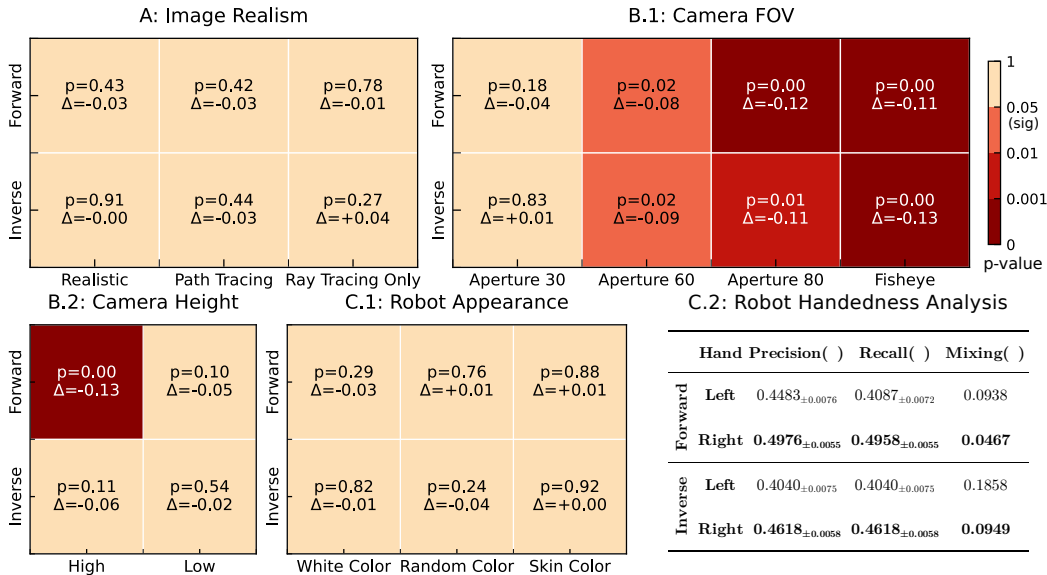 A: Image Realism
Forward
p=0.43
Δ=-0.03
p=0.42
Δ=-0.03
p=0.78
Δ=-0.01
Inverse
p=0.91
Δ=-0.00
p=0.44
Δ=-0.03
p=0.27
Δ=+0.04
Realistic
Path Tracing
Ray Tracing Only
B.1: Camera FOV
Forward
p=0.18
Δ=-0.04
p=0.02
Δ=-0.08
p=0.00
Δ=-0.12
p=0.00
Δ=-0.11
Inverse
p=0.83
Δ=+0.01
p=0.02
Δ=-0.09
p=0.01
Δ=-0.11
p=0.00
Δ=-0.13
Aperture 30
Aperture 60
Aperture 80
Fisheye
1
0.05
(sig)
0.01
0.001
0
p-value
B.2: Camera Height
Forward
p=0.00
Δ=-0.13
p=0.10
Δ=-0.05
Inverse
p=0.11
Δ=-0.06
p=0.54
Δ=-0.02
High
Low
C.1: Robot Appearance
Forward
p=0.29
Δ=-0.03
p=0.76
Δ=+0.01
p=0.88
Δ=+0.01
Inverse
p=0.82
Δ=-0.01
p=0.24
Δ=-0.04
p=0.92
Δ=+0.00
White Color
Random Color
Skin Color
C.2: Robot Handedness Analysis
Hand Precision( ) Recall( ) Mixing( )
Forward
Left 0.4483±0.0076 0.4087±0.0072 0.0938
Right 0.4976±0.0055 0.4958±0.0055 0.0467
Inverse
Left 0.4040±0.0075 0.4040±0.0075 0.1858
Right 0.4618±0.0058 0.4618±0.0058 0.0949